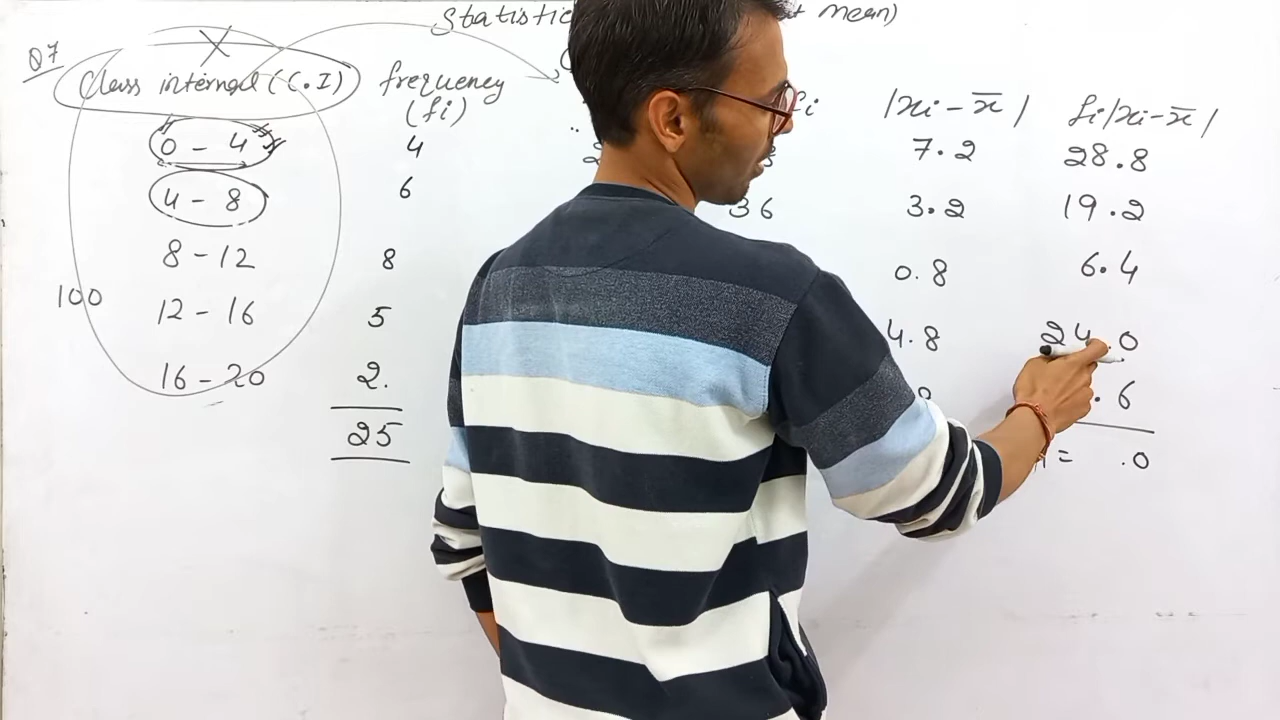 Statistic mean)
Q7 Class internal (C.I) frequency (fi) fi |xi - x̄| fi|xi - x̄|
0 - 4 4 7.2 28.8
4 - 8 6 36 3.2 19.2
8 - 12 8 0.8 6.4
100 12 - 16 5 4.8 24.0
16 - 20 2. .6
25 = .0